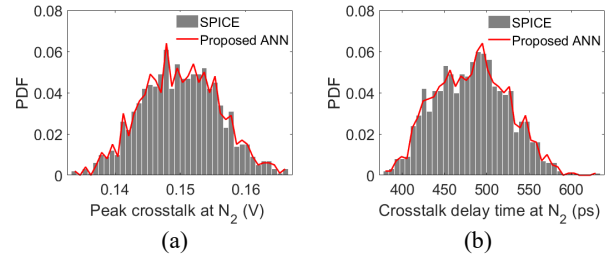 0.08
0.06
0.04
0.02
0
PDF
SPICE
Proposed ANN
0.14 0.15 0.16
Peak crosstalk at N2 (V)
(a)
0.08
0.06
0.04
0.02
0
PDF
SPICE
Proposed ANN
400 450 500 550 600
Crosstalk delay time at N2 (ps)
(b)